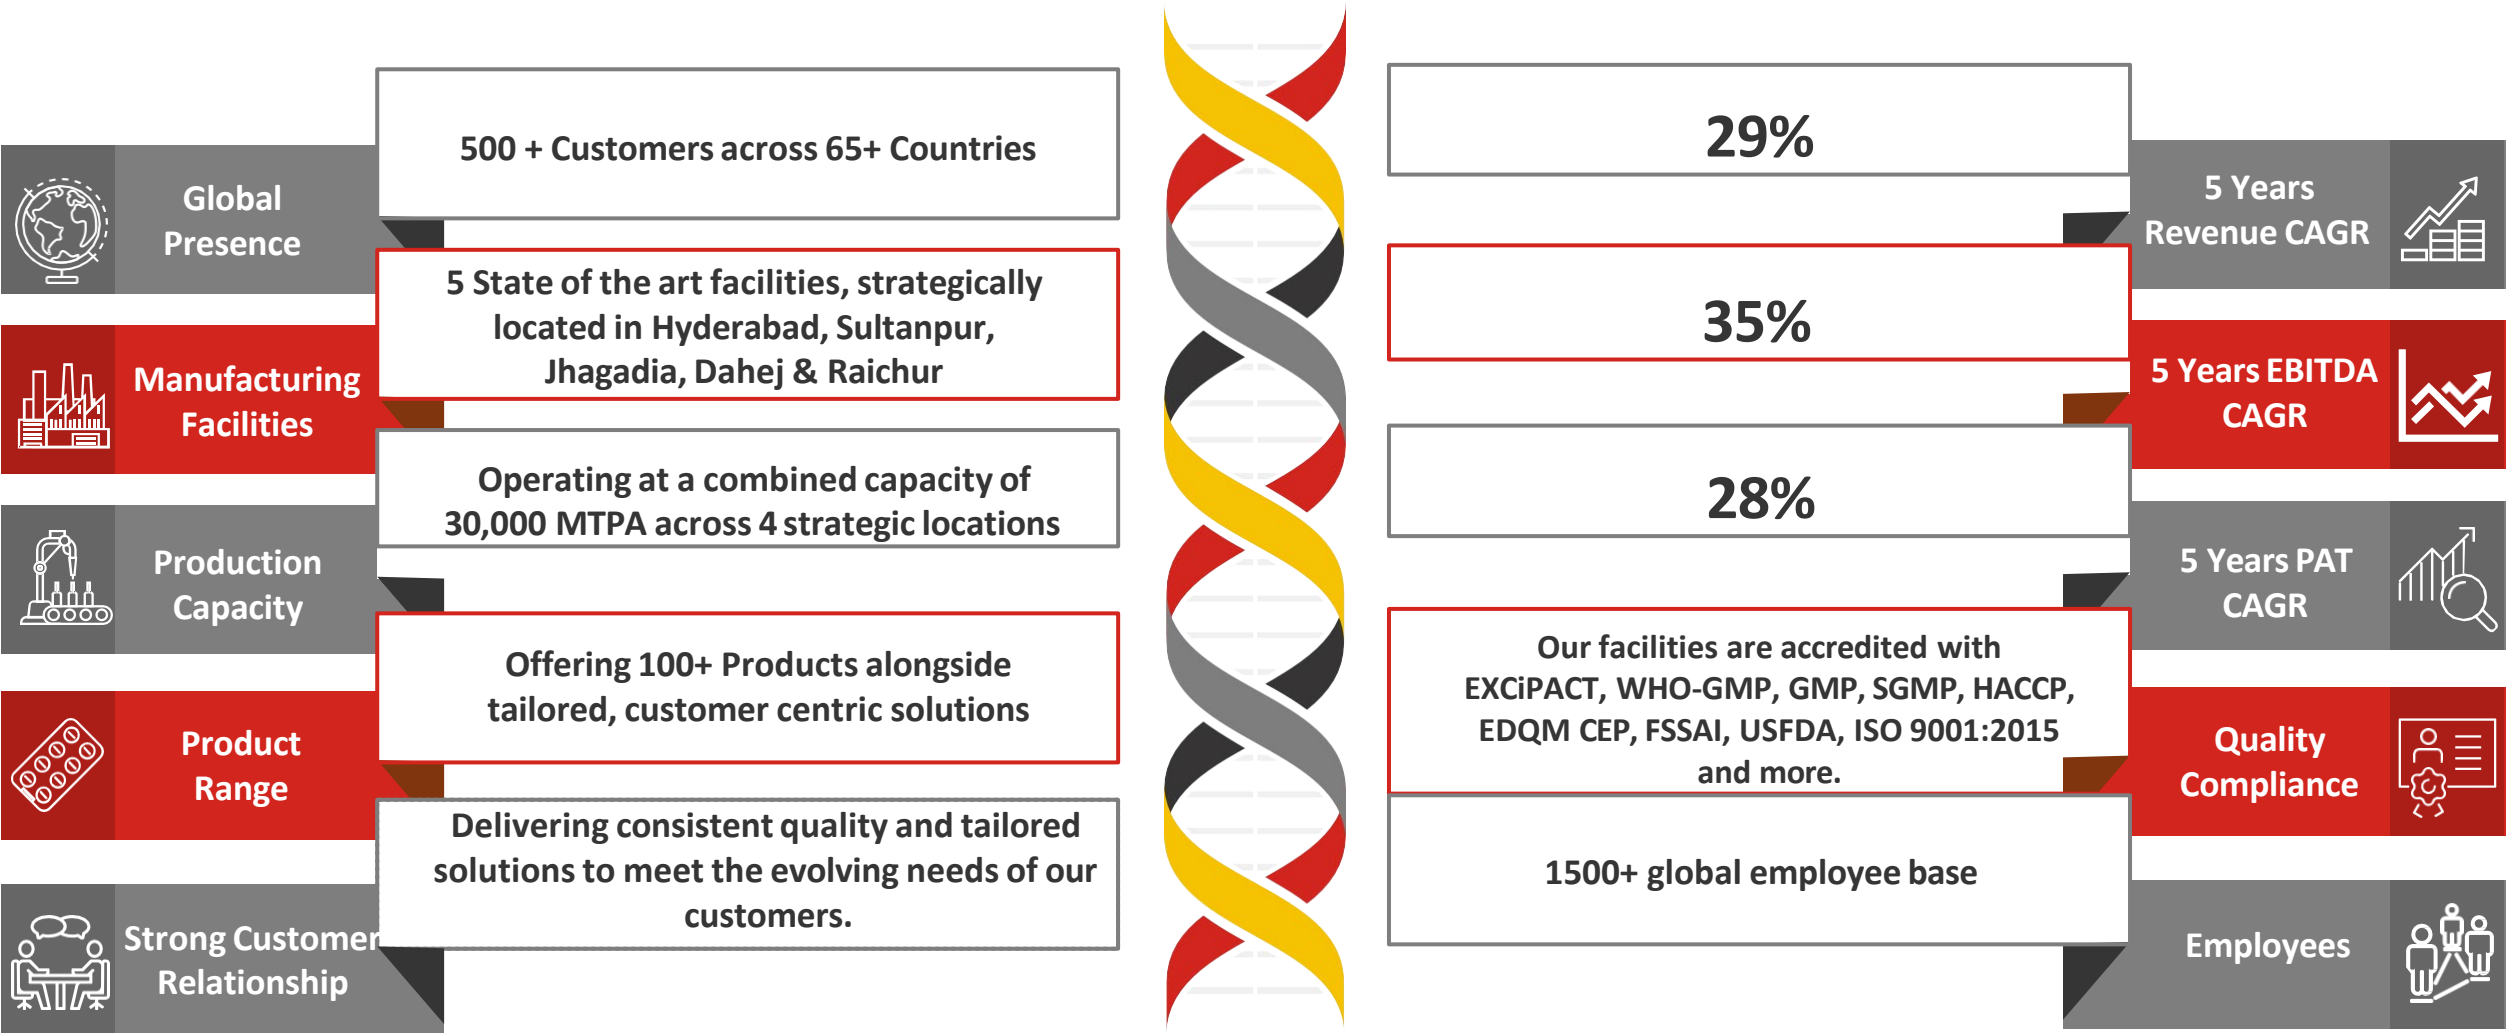 Global
Presence
500 + Customers across 65+ Countries
Manufacturing
Facilities
5 State of the art facilities, strategically
located in Hyderabad, Sultanpur,
Jhagadia, Dahej & Raichur
Production
Capacity
Operating at a combined capacity of
30,000 MTPA across 4 strategic locations
Product
Range
Offering 100+ Products alongside
tailored, customer centric solutions
Strong Customer
Relationship
Delivering consistent quality and tailored
solutions to meet the evolving needs of our
customers.
29%
5 Years
Revenue CAGR
35%
5 Years EBITDA
CAGR
28%
5 Years PAT
CAGR
Our facilities are accredited with
EXCiPACT, WHO-GMP, GMP, SGMP, HACCP,
EDQM CEP, FSSAI, USFDA, ISO 9001:2015
and more.
Quality
Compliance
1500+ global employee base
Employees